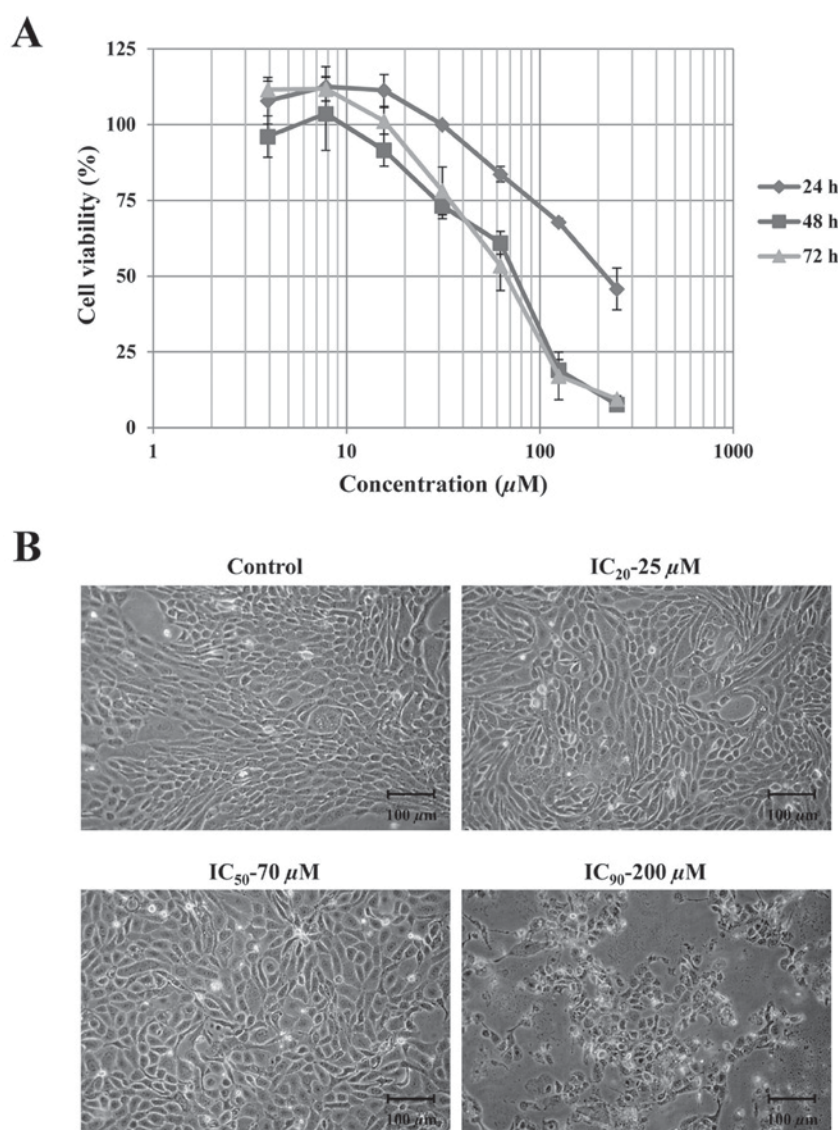 A
125
100
75
50
25
0
Cell viability (%)
1 10 100 1000
Concentration (µM)
24 h
48 h
72 h
B
Control
IC20-25 µM
100 µm
100 µm
IC50-70 µM
IC90-200 µM
100 µm
100 µm